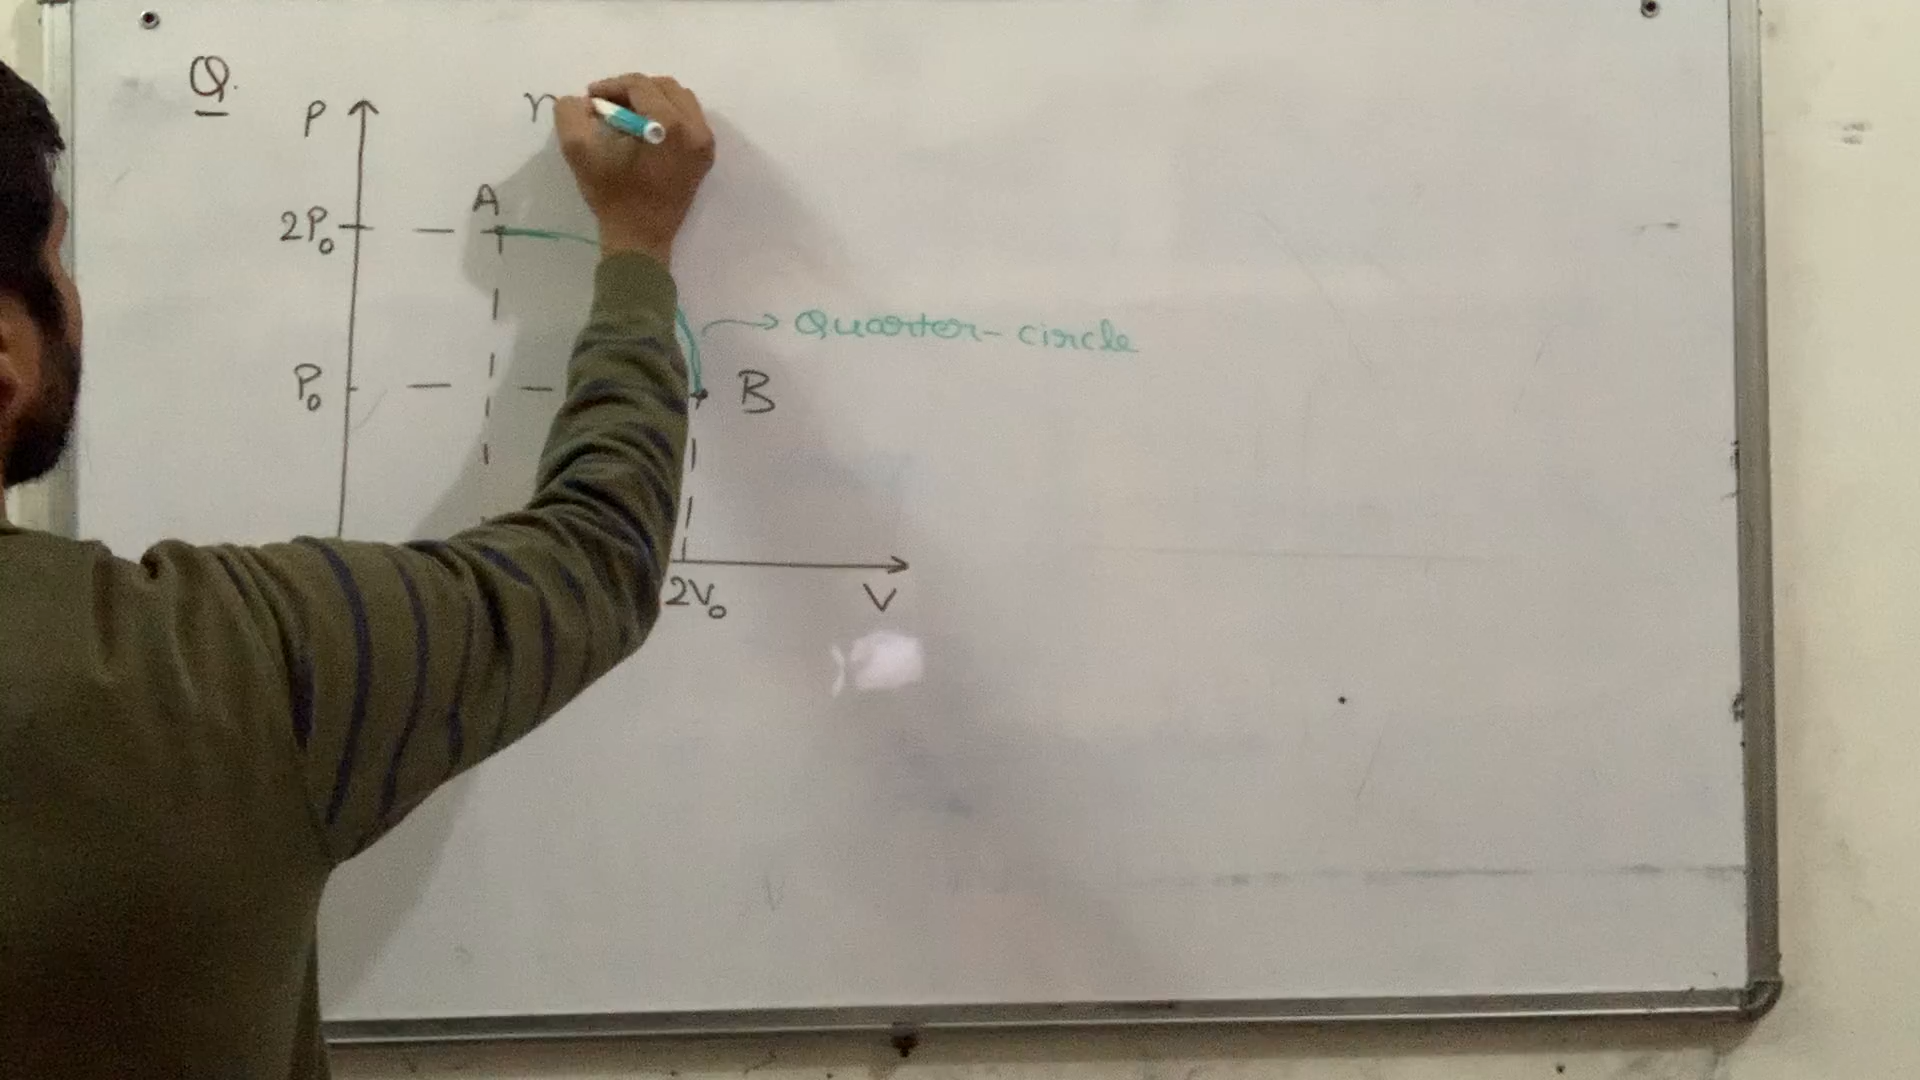 Q.
P
n
A
2P₀
Quarter-circle
P₀
B
2V₀
V